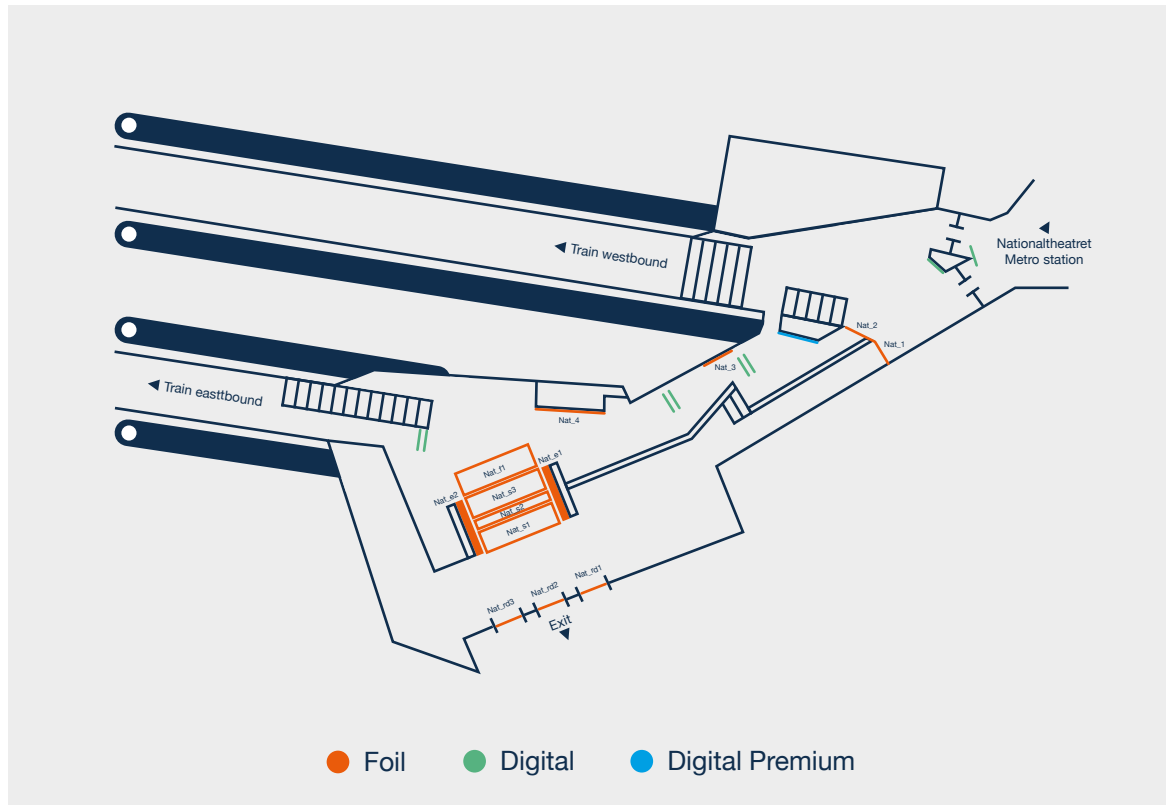 Nationaltheatret
Metro station
Train westbound
Nat_2
Nat_1
Nat_3
Train easttbound
Nat_4
Nat_e1
Nat_f1
Nat_e2
Nat_s3
Nat_s2
Nat_s1
Nat_rd1
Nat_rd2
Nat_rd3
Exit
Foil
Digital
Digital Premium